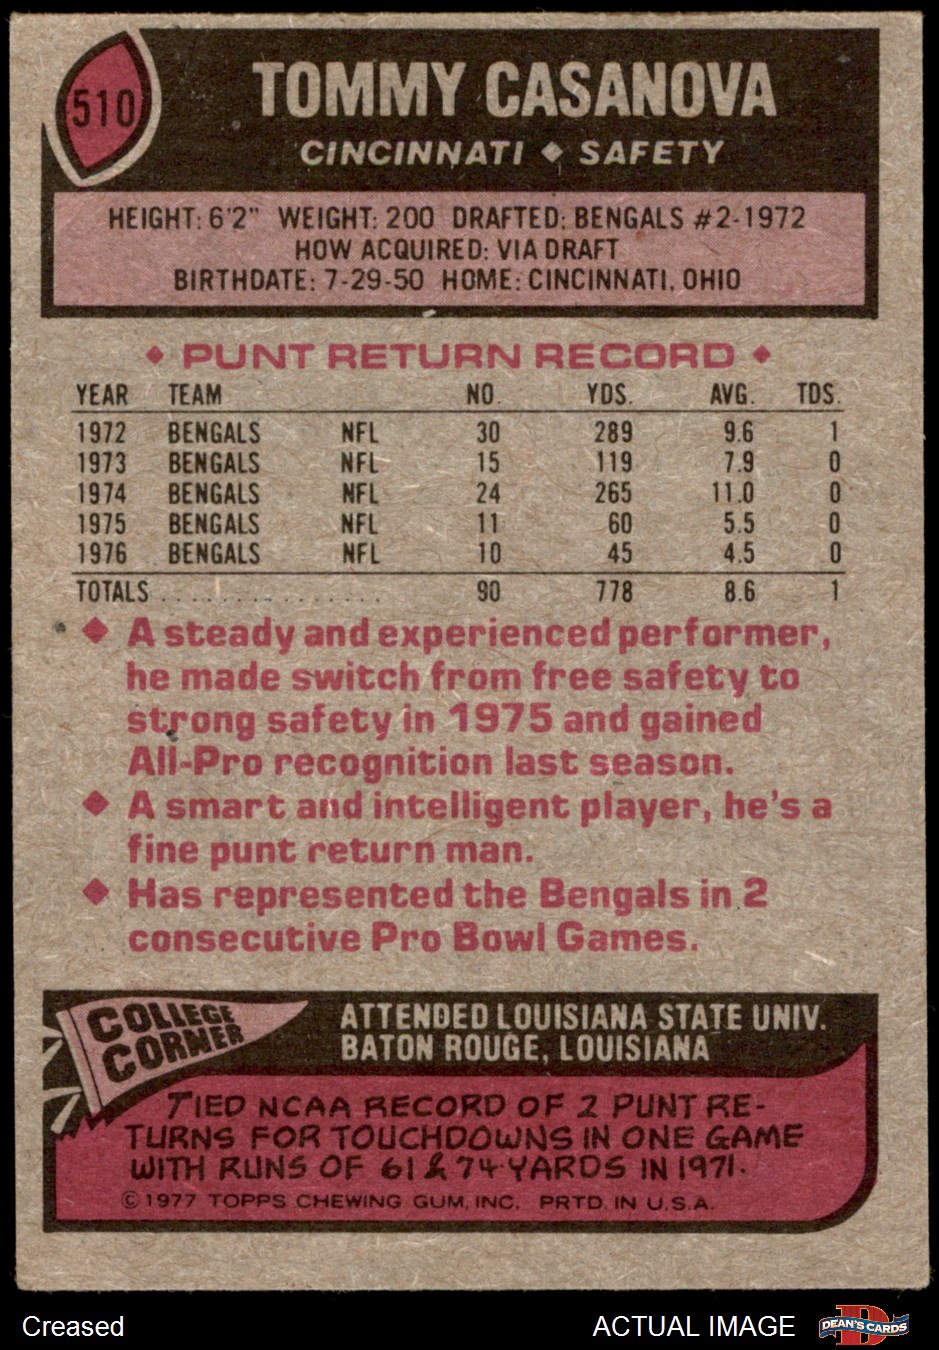 510
TOMMY CASANOVA
CINCINNATI ◆ SAFETY
HEIGHT: 6'2" WEIGHT: 200 DRAFTED: BENGALS #2-1972
HOW ACQUIRED: VIA DRAFT
BIRTHDATE: 7-29-50 HOME: CINCINNATI, OHIO
◆ PUNT RETURN RECORD ◆
YEAR TEAM NO. YDS. AVG. TDS.
1972 BENGALS NFL 30 289 9.6 1
1973 BENGALS NFL 15 119 7.9 0
1974 BENGALS NFL 24 265 11.0 0
1975 BENGALS NFL 11 60 5.5 0
1976 BENGALS NFL 10 45 4.5 0
TOTALS . . . . . . . . . . . . . . . 90 778 8.6 1
◆ A steady and experienced performer,
he made switch from free safety to
strong safety in 1975 and gained
All-Pro recognition last season.
◆ A smart and intelligent player, he's a
fine punt return man.
◆ Has represented the Bengals in 2
consecutive Pro Bowl Games.
COLLEGE
CORNER
ATTENDED LOUISIANA STATE UNIV.
BATON ROUGE, LOUISIANA
TIED NCAA RECORD OF 2 PUNT RE-
TURNS FOR TOUCHDOWNS IN ONE GAME
WITH RUNS OF 61 & 74-YARDS IN 1971.
© 1977 TOPPS CHEWING GUM, INC. PRTD. IN U.S.A.
Creased
ACTUAL IMAGE
DEAN'S CARDS